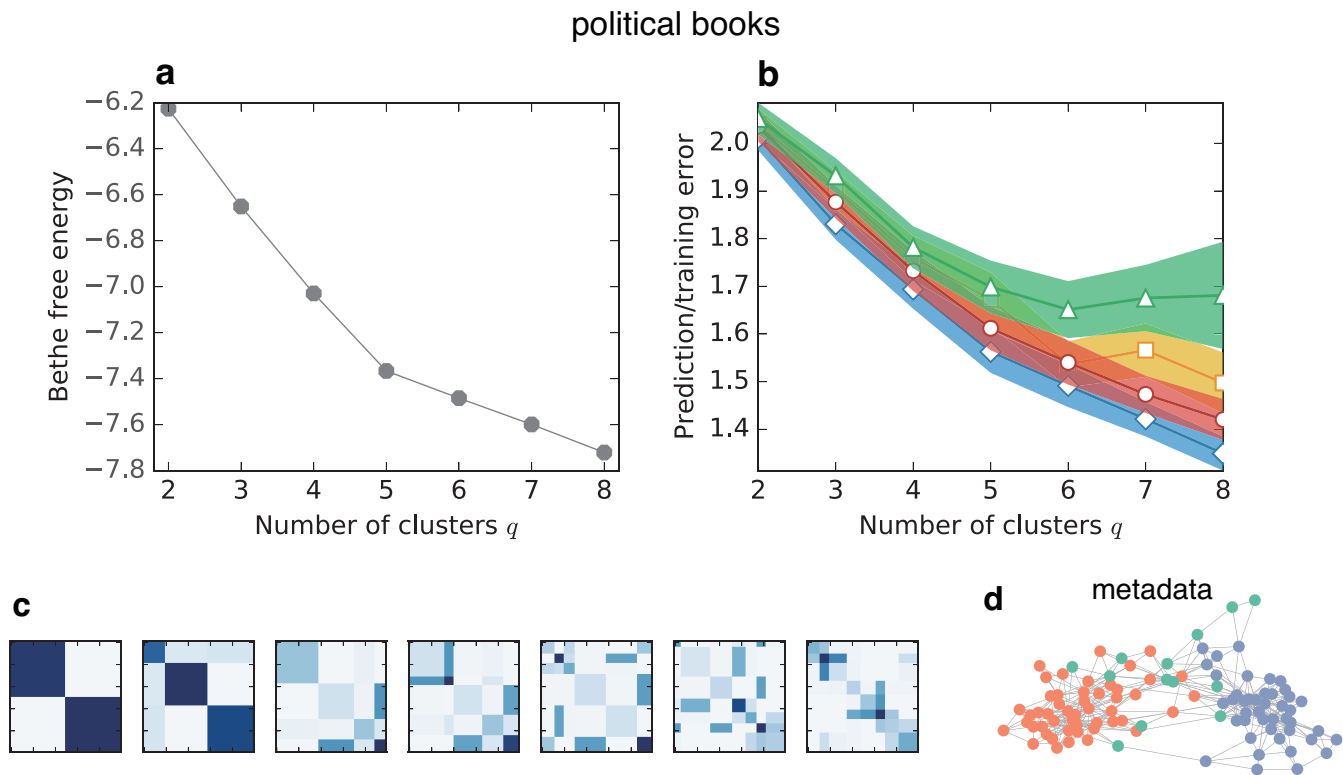 political books
a
−6.2
−6.4
−6.6
−6.8
−7.0
−7.2
−7.4
−7.6
−7.8
Bethe free energy
2 3 4 5 6 7 8
Number of clusters q
b
2.0
1.9
1.8
1.7
1.6
1.5
1.4
Prediction/training error
2 3 4 5 6 7 8
Number of clusters q
c
d
metadata